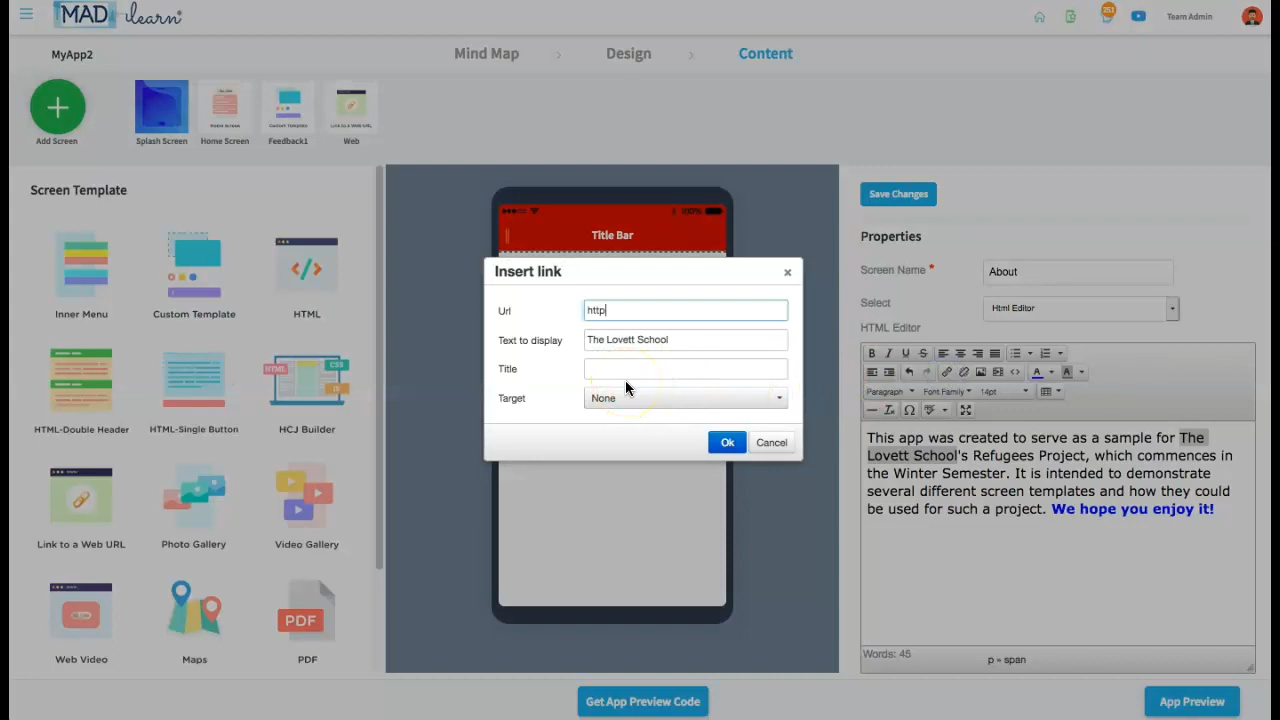 MAD learn
251
Team Admin
MyApp2
Mind Map
Design
Content
Add Screen
Splash Screen
Home Screen
Feedback1
Web
Screen Template
Inner Menu
Custom Template
HTML
HTML-Double Header
HTML-Single Button
HCJ Builder
Link to a Web URL
Photo Gallery
Video Gallery
Web Video
Maps
PDF
PDF
100%
Title Bar
Insert link
Url
http
Text to display
The Lovett School
Title
Target
None
Ok
Cancel
Save Changes
Properties
Screen Name *
About
Select
Html Editor
HTML Editor
Paragraph
Font Family
14pt
This app was created to serve as a sample for The
Lovett School's Refugees Project, which commences in
the Winter Semester. It is intended to demonstrate
several different screen templates and how they could
be used for such a project. We hope you enjoy it!
Words: 45
p » span
Get App Preview Code
App Preview